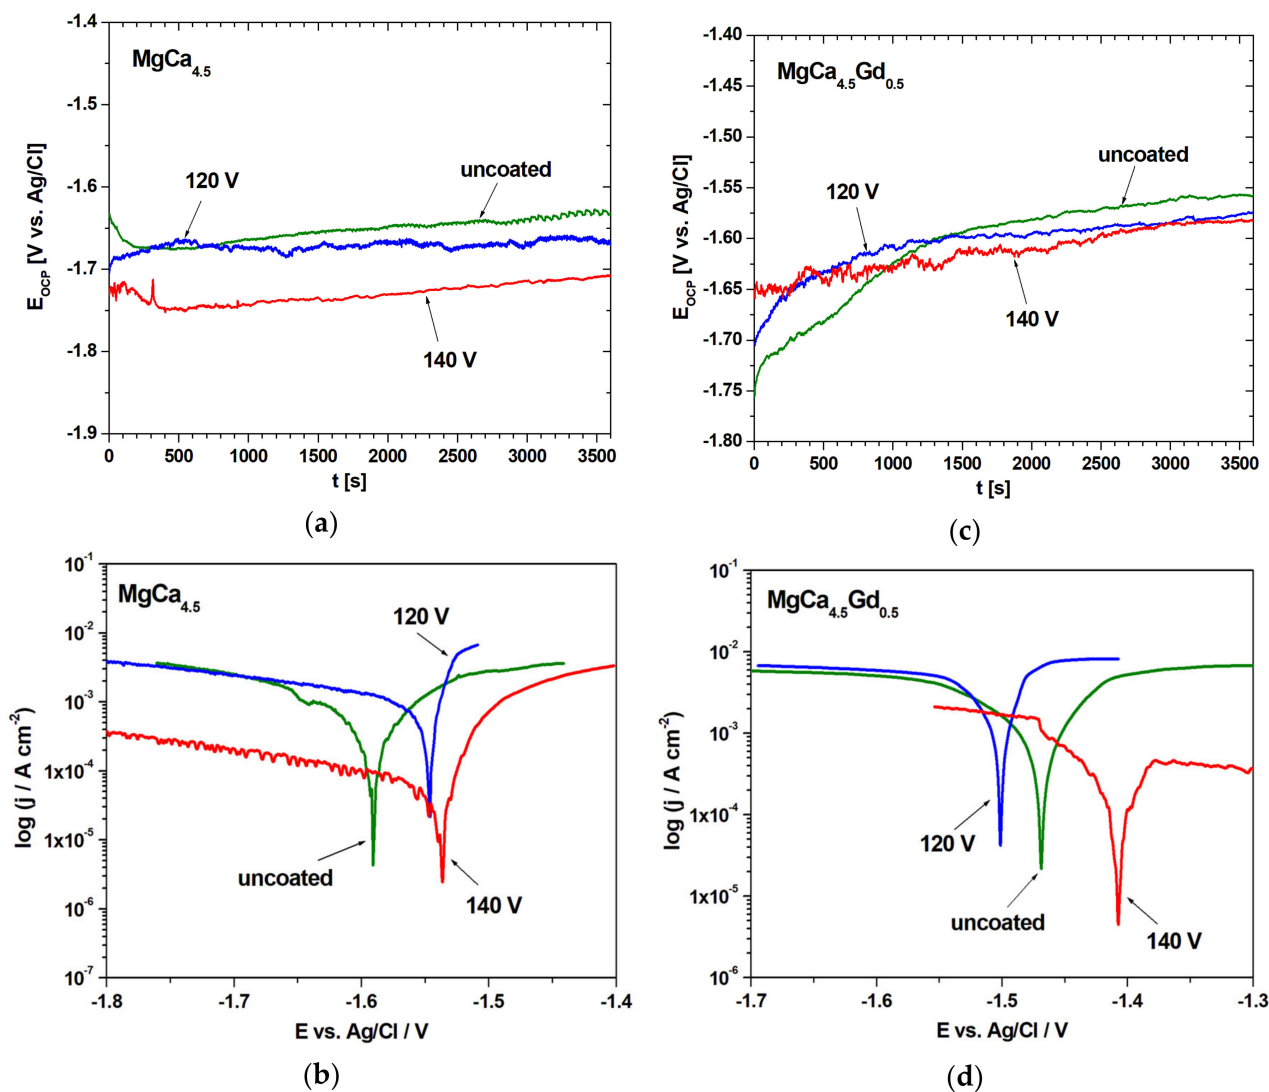 MgCa4.5
EOCP [V vs. Ag/Cl]
-1.4
-1.5
-1.6
-1.7
-1.8
-1.9
120 V
uncoated
140 V
0 500 1000 1500 2000 2500 3000 3500
t [s]
(a)
MgCa4.5Gd0.5
EOCP [V vs. Ag/Cl]
-1.40
-1.45
-1.50
-1.55
-1.60
-1.65
-1.70
-1.75
-1.80
120 V
uncoated
140 V
0 500 1000 1500 2000 2500 3000 3500
t [s]
(c)
MgCa4.5
log (j / A cm-2)
10-1
10-2
10-3
1x10-4
1x10-5
10-6
10-7
120 V
uncoated
140 V
-1.8 -1.7 -1.6 -1.5 -1.4
E vs. Ag/Cl / V
(b)
MgCa4.5Gd0.5
log (j / A cm-2)
10-1
10-2
10-3
1x10-4
1x10-5
10-6
120 V
uncoated
140 V
-1.7 -1.6 -1.5 -1.4 -1.3
E vs. Ag/Cl / V
(d)